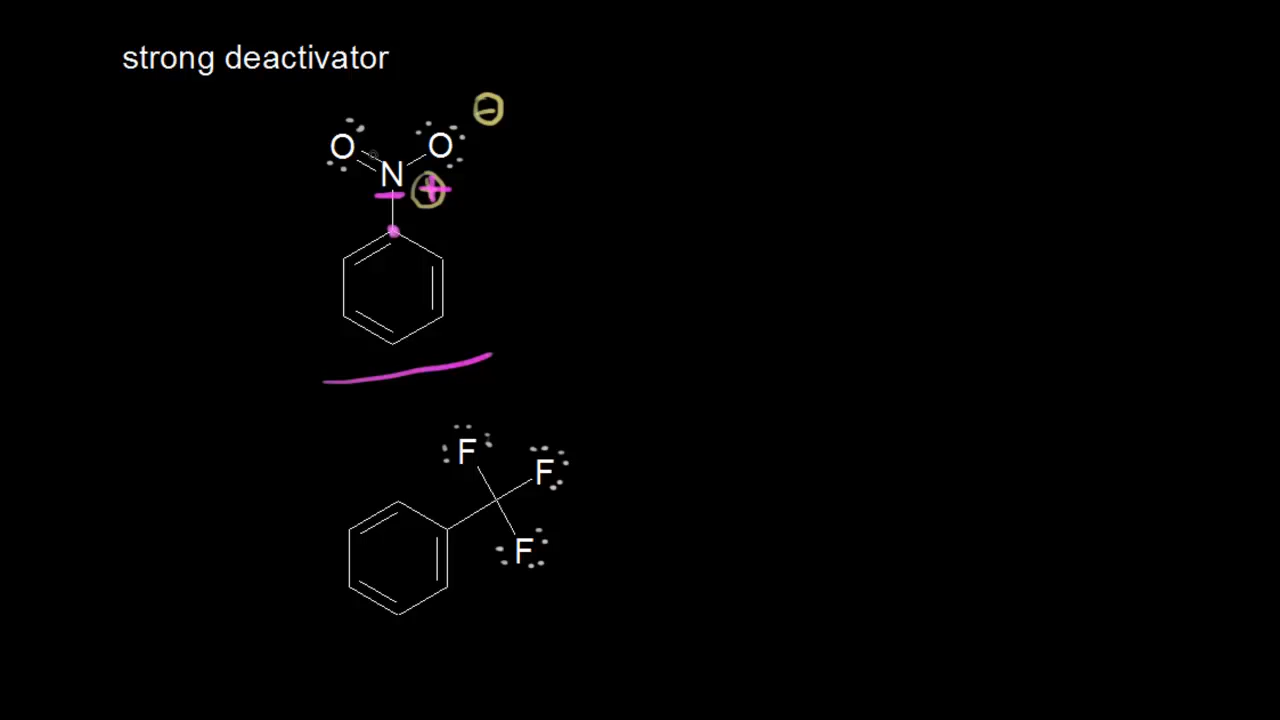 strong deactivator
O O ⊖
N ⊕
F
F
F